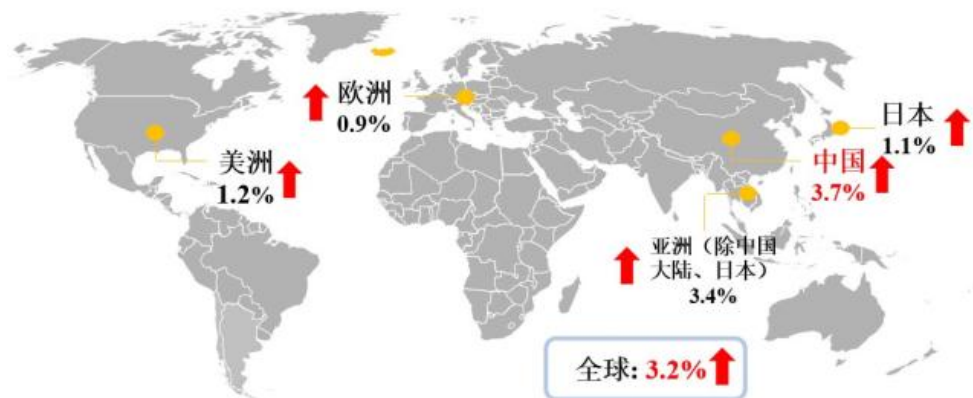 欧洲
0.9%
日本
1.1%
美洲
1.2%
中国
3.7%
亚洲（除中国
大陆、日本）
3.4%
全球: 3.2%